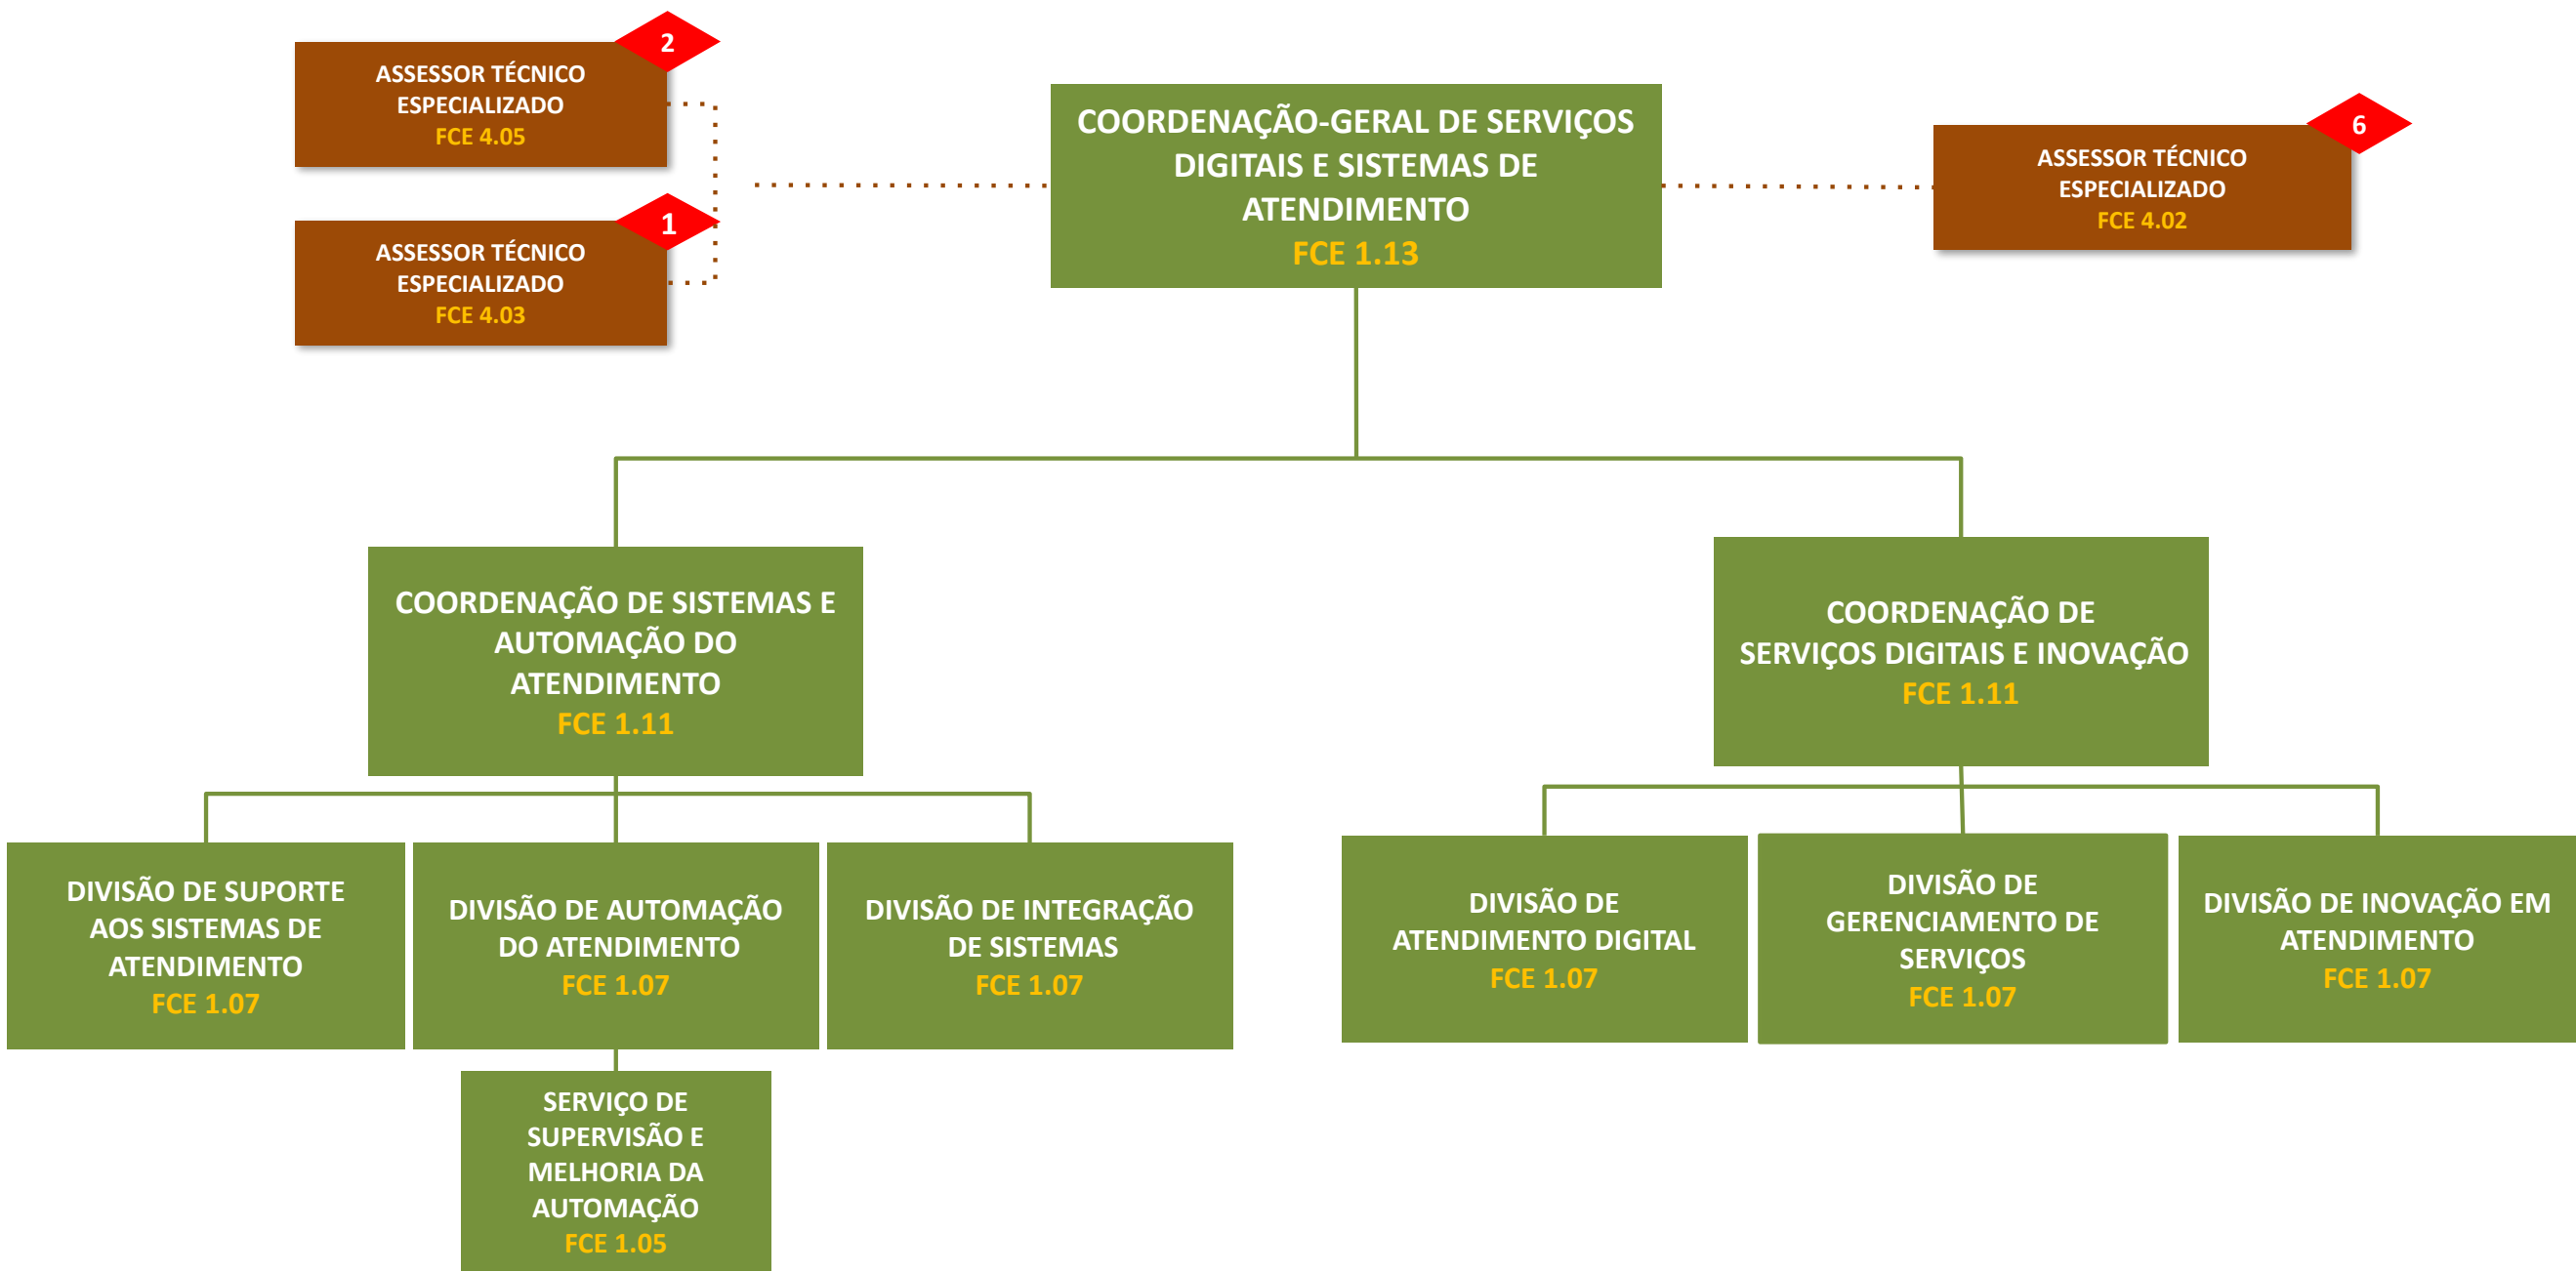 2
ASSESSOR TÉCNICO
ESPECIALIZADO
FCE 4.05
1
ASSESSOR TÉCNICO
ESPECIALIZADO
FCE 4.03
COORDENAÇÃO-GERAL DE SERVIÇOS
DIGITAIS E SISTEMAS DE
ATENDIMENTO
FCE 1.13
6
ASSESSOR TÉCNICO
ESPECIALIZADO
FCE 4.02
COORDENAÇÃO DE SISTEMAS E
AUTOMAÇÃO DO
ATENDIMENTO
FCE 1.11
COORDENAÇÃO DE
SERVIÇOS DIGITAIS E INOVAÇÃO
FCE 1.11
DIVISÃO DE SUPORTE
AOS SISTEMAS DE
ATENDIMENTO
FCE 1.07
DIVISÃO DE AUTOMAÇÃO
DO ATENDIMENTO
FCE 1.07
DIVISÃO DE INTEGRAÇÃO
DE SISTEMAS
FCE 1.07
DIVISÃO DE
ATENDIMENTO DIGITAL
FCE 1.07
DIVISÃO DE
GERENCIAMENTO DE
SERVIÇOS
FCE 1.07
DIVISÃO DE INOVAÇÃO EM
ATENDIMENTO
FCE 1.07
SERVIÇO DE
SUPERVISÃO E
MELHORIA DA
AUTOMAÇÃO
FCE 1.05